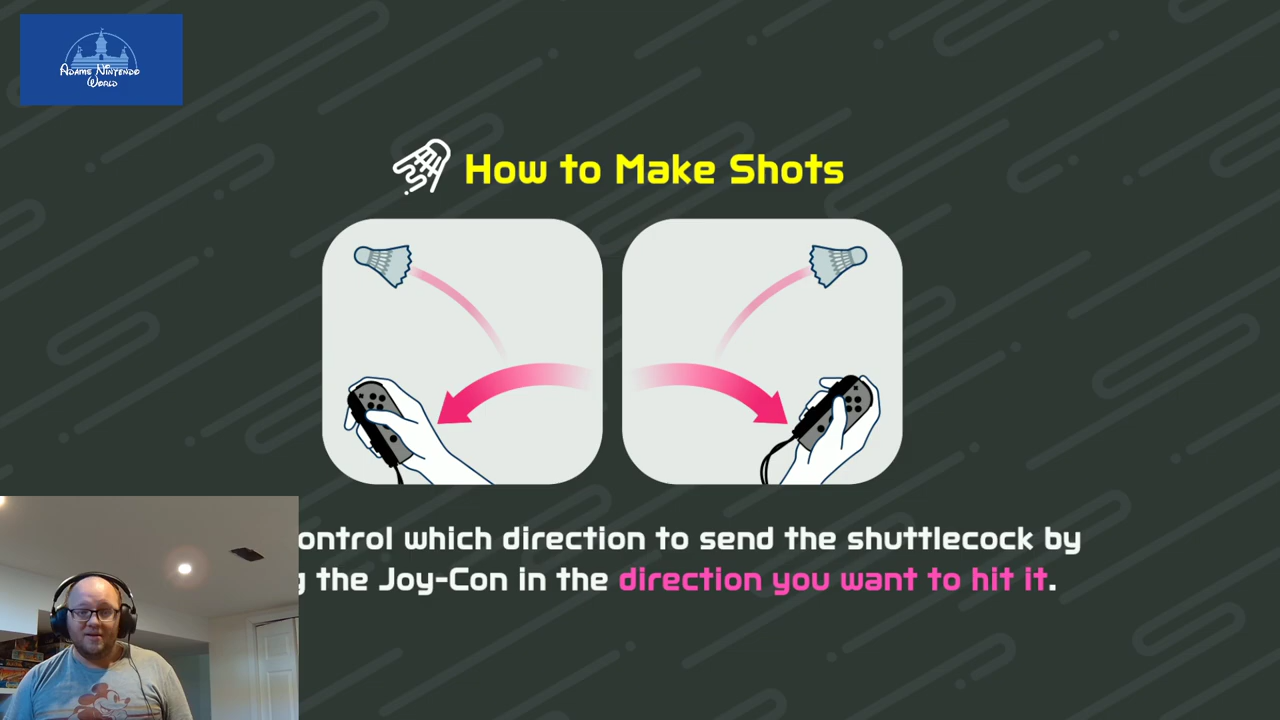 Adams Nintendo
World
How to Make Shots
ontrol which direction to send the shuttlecock by
the Joy-Con in the direction you want to hit it.